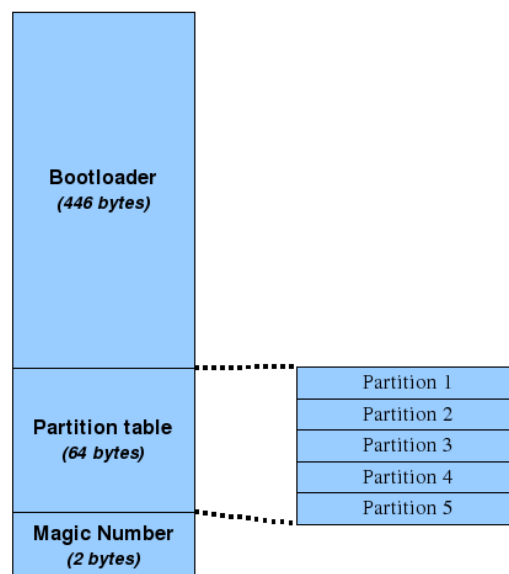 Bootloader
(446 bytes)
Partition table
(64 bytes)
Magic Number
(2 bytes)
Partition 1
Partition 2
Partition 3
Partition 4
Partition 5